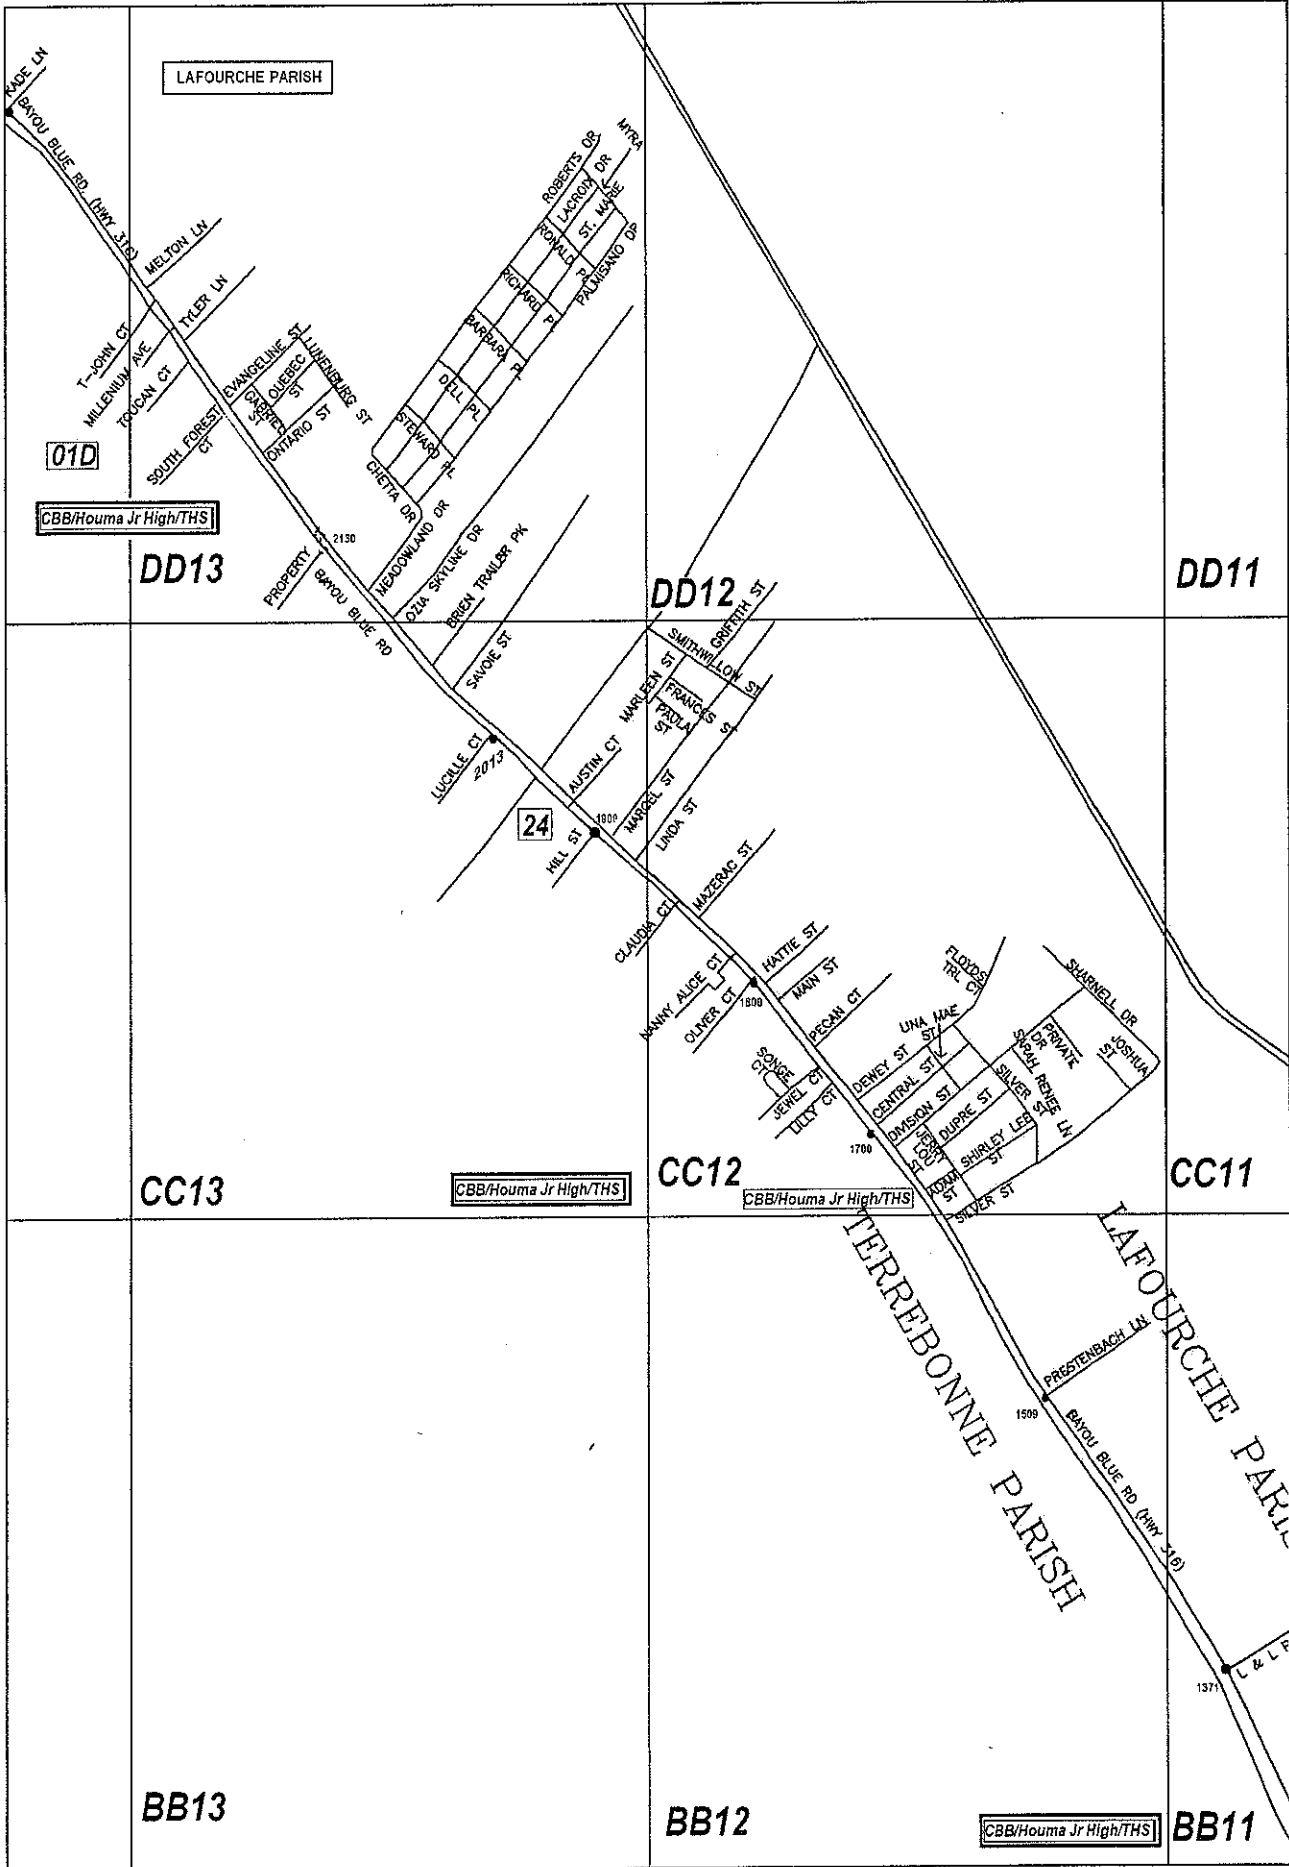 LAFOURCHE PARISH
KADE LN
BAYOU BLUE RD. (HWY 316)
MELTON LN
TYLER LN
T-JOHN CT
MILLENIUM AVE
TOUCAN CT
SOUTH FOREST CT
EVANGELINE ST
QUEBEC ST
GABRIEL ST
LUNENBURG ST
ONTARIO ST
ROBERTS DR
LACROIX DR
MYRA
ST. MARIE
RONALD PL
PALMISANO DR
RICHARD PL
BARBARA PL
DELL PL
STEWARD PL
CHETTA DR
MEADOWLAND DR
OZIA SKYLINE DR
BRIEN TRAILER PK
SAVOIE ST
01D
CBB/Houma Jr High/THS
2130
PROPERTY
BAYOU BLUE RD
DD13
DD12
DD11
SMITHWILLOW ST
GRIFFITH ST
MARLEEN ST
FRANCES ST
PAULA ST
LUCILLE CT
2013
AUSTIN CT
MARCEL ST
LINDA ST
24
HILL ST
MAZERAC ST
CLAUDIA CT
NANNY ALICE CT
OLIVER CT
1800
HATTIE ST
MAIN ST
PECAN CT
FLOYDS TRL CT
SHARNELL DR
UNA MAE
PRIVATE DR
SARAH RENEE LN
JOSHUA ST
SONGE CT
JEWEL CT
LILLY CT
DEWEY ST
CENTRAL ST
DIVISION ST
DUPRE ST
SILVER ST
JERRY LOU ST
SHIRLEY LEE ST
ADAM ST
SILVER ST
1700
CC13
CBB/Houma Jr High/THS
CC12
CBB/Houma Jr High/THS
CC11
TERREBONNE PARISH
LAFOURCHE PARIS
PRESTENBACH LN
1509
BAYOU BLUE RD (HWY 316)
L & L
1371
BB13
BB12
CBB/Houma Jr High/THS
BB11